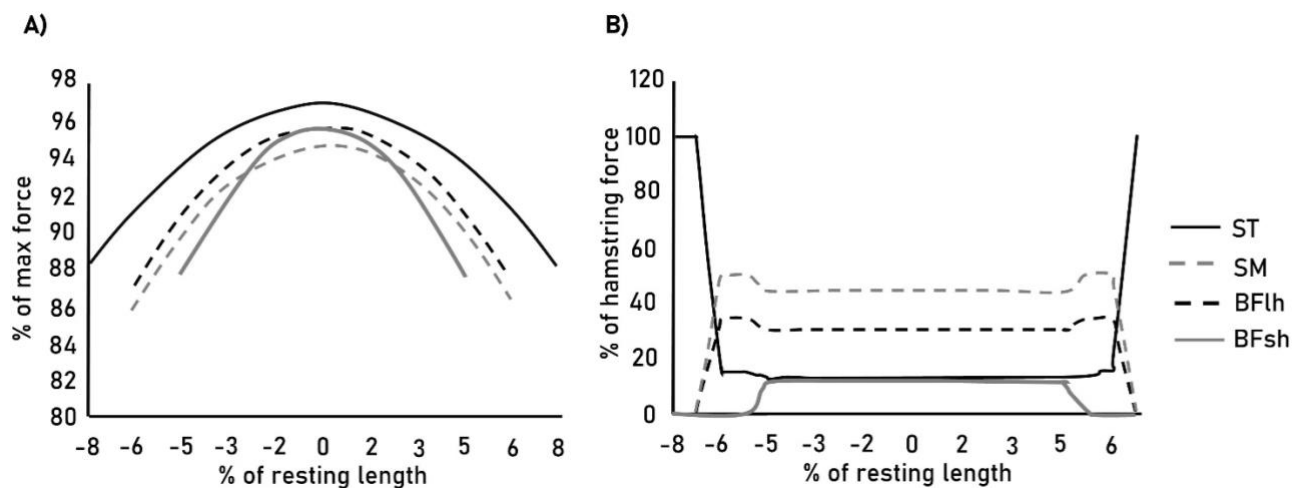 A)
B)
% of max force
98
96
94
92
90
88
86
84
82
80
-8 -6 -5 -3 -2 0 2 3 5 6 8
% of resting length
% of hamstring force
120
100
80
60
40
20
0
-8 -6 -5 -3 -2 0 2 3 5 6
% of resting length
ST
SM
BFlh
BFsh